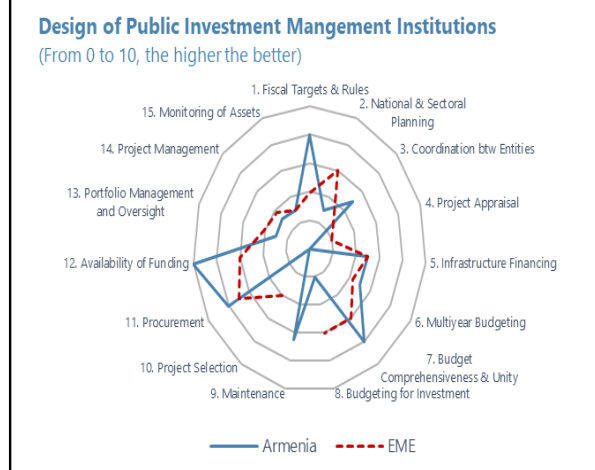 Design of Public Investment Mangement Institutions
(From 0 to 10, the higher the better)
1. Fiscal Targets & Rules
2. National & Sectoral
Planning
3. Coordination btw Entities
4. Project Appraisal
5. Infrastructure Financing
6. Multiyear Budgeting
7. Budget
Comprehensiveness & Unity
8. Budgeting for Investment
9. Maintenance
10. Project Selection
11. Procurement
12. Availability of Funding
13. Portfolio Management
and Oversight
14. Project Management
15. Monitoring of Assets
Armenia
EME